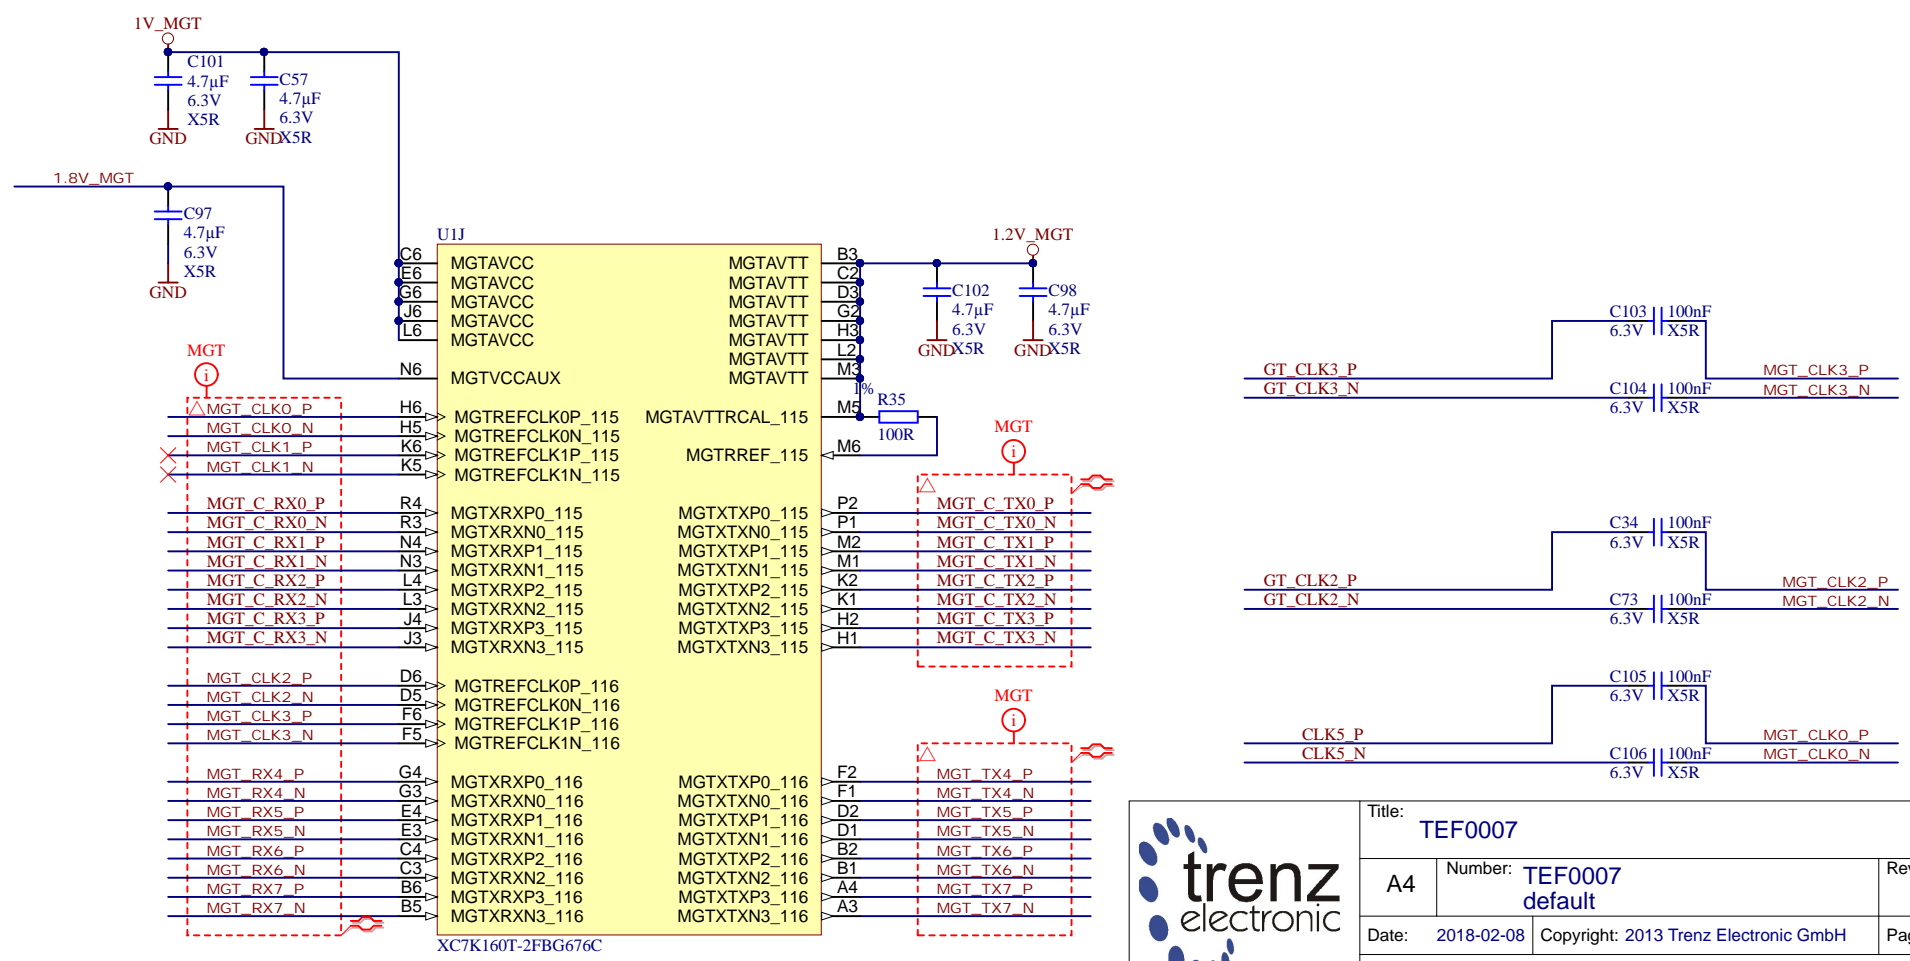 1V_MGT
C101
4.7µF
6.3V
X5R
GND
C57
4.7µF
6.3V
X5R
GND
1.8V_MGT
C97
4.7µF
6.3V
X5R
GND
U1J
C6 MGTAVCC
E6 MGTAVCC
G6 MGTAVCC
J6 MGTAVCC
L6 MGTAVCC
N6 MGTVCCAUX
MGT
i
MGT_CLK0_P H6 MGTREFCLK0P_115
MGT_CLK0_N H5 MGTREFCLK0N_115
MGT_CLK1_P K6 MGTREFCLK1P_115
MGT_CLK1_N K5 MGTREFCLK1N_115
MGT_C_RX0_P R4 MGTXRXP0_115
MGT_C_RX0_N R3 MGTXRXN0_115
MGT_C_RX1_P N4 MGTXRXP1_115
MGT_C_RX1_N N3 MGTXRXN1_115
MGT_C_RX2_P L4 MGTXRXP2_115
MGT_C_RX2_N L3 MGTXRXN2_115
MGT_C_RX3_P J4 MGTXRXP3_115
MGT_C_RX3_N J3 MGTXRXN3_115
MGT_CLK2_P D6 MGTREFCLK0P_116
MGT_CLK2_N D5 MGTREFCLK0N_116
MGT_CLK3_P F6 MGTREFCLK1P_116
MGT_CLK3_N F5 MGTREFCLK1N_116
MGT_RX4_P G4 MGTXRXP0_116
MGT_RX4_N G3 MGTXRXN0_116
MGT_RX5_P E4 MGTXRXP1_116
MGT_RX5_N E3 MGTXRXN1_116
MGT_RX6_P C4 MGTXRXP2_116
MGT_RX6_N C3 MGTXRXN2_116
MGT_RX7_P B6 MGTXRXP3_116
MGT_RX7_N B5 MGTXRXN3_116
XC7K160T-2FBG676C
MGTAVTT B3
MGTAVTT C2
MGTAVTT D3
MGTAVTT G2
MGTAVTT H3
MGTAVTT L2
MGTAVTT M3
MGTAVTTRCAL_115 M5
MGTRREF_115 M6
1.2V_MGT
C102
4.7µF
6.3V
X5R
GND
C98
4.7µF
6.3V
X5R
GND
1%
R35
100R
MGT
i
MGTXTXP0_115 P2 MGT_C_TX0_P
MGTXTXN0_115 P1 MGT_C_TX0_N
MGTXTXP1_115 M2 MGT_C_TX1_P
MGTXTXN1_115 M1 MGT_C_TX1_N
MGTXTXP2_115 K2 MGT_C_TX2_P
MGTXTXN2_115 K1 MGT_C_TX2_N
MGTXTXP3_115 H2 MGT_C_TX3_P
MGTXTXN3_115 H1 MGT_C_TX3_N
MGT
i
MGTXTXP0_116 F2 MGT_TX4_P
MGTXTXN0_116 F1 MGT_TX4_N
MGTXTXP1_116 D2 MGT_TX5_P
MGTXTXN1_116 D1 MGT_TX5_N
MGTXTXP2_116 B2 MGT_TX6_P
MGTXTXN2_116 B1 MGT_TX6_N
MGTXTXP3_116 A4 MGT_TX7_P
MGTXTXN3_116 A3 MGT_TX7_N
C103 100nF
6.3V X5R
GT_CLK3_P MGT_CLK3_P
GT_CLK3_N C104 100nF MGT_CLK3_N
6.3V X5R
C34 100nF
6.3V X5R
GT_CLK2_P MGT_CLK2_P
GT_CLK2_N C73 100nF MGT_CLK2_N
6.3V X5R
C105 100nF
6.3V X5R
CLK5_P MGT_CLK0_P
CLK5_N C106 100nF MGT_CLK0_N
6.3V X5R
trenz
electronic
Title:
TEF0007
A4 Number: TEF0007
default
Rev
Date: 2018-02-08 Copyright: 2013 Trenz Electronic GmbH Pag